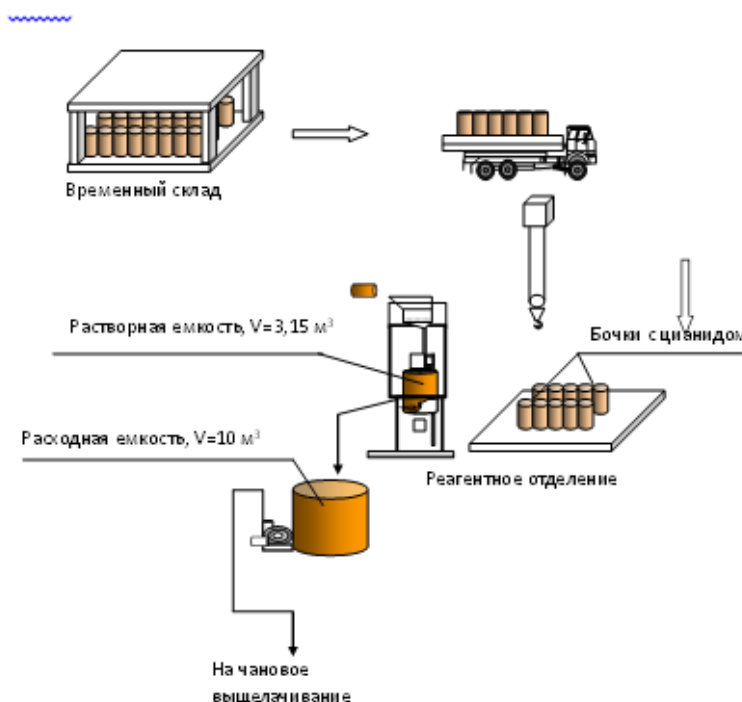 Временный склад
Растворная емкость, V=3,15 м³
Бочки с цианидом
Расходная емкость, V=10 м³
Реагентное отделение
На чановое
выщелачивание